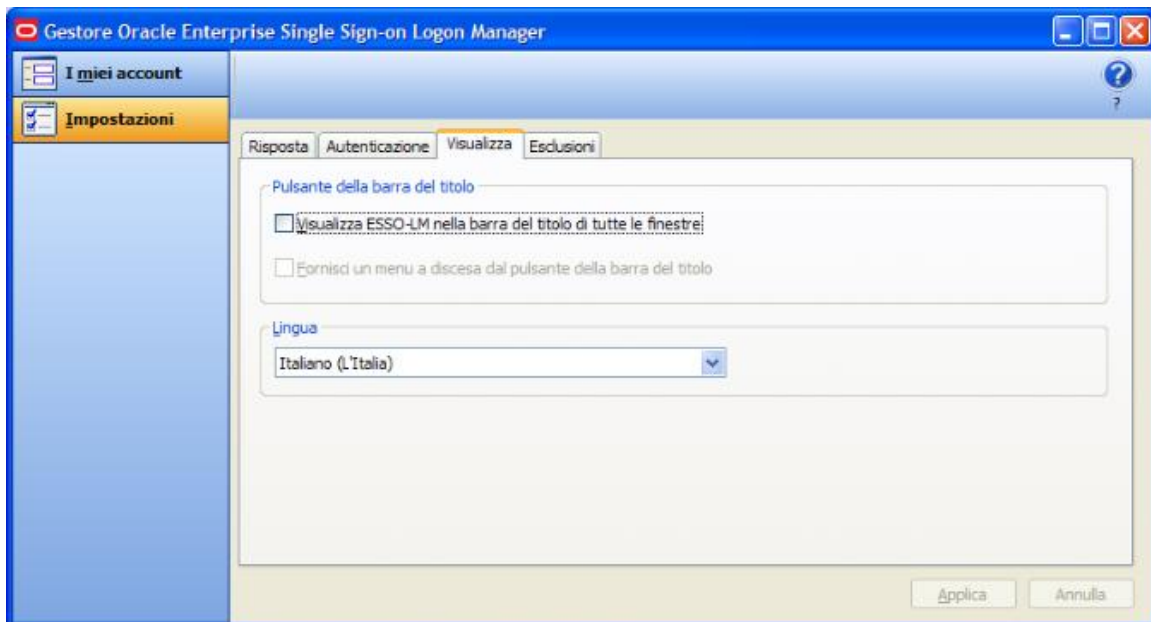 Gestore Oracle Enterprise Single Sign-on Logon Manager
I miei account
Impostazioni
?
?
Risposta Autenticazione Visualizza Esclusioni
Pulsante della barra del titolo
Visualizza ESSO-LM nella barra del titolo di tutte le finestre
Fornisci un menu a discesa dal pulsante della barra del titolo
Lingua
Italiano (L'Italia)
Applica Annulla